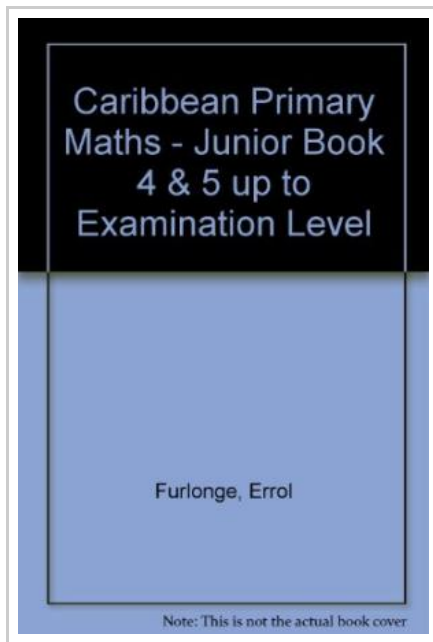 Caribbean Primary
Maths - Junior Book
4 & 5 up to
Examination Level
Furlonge, Errol
Note: This is not the actual book cover